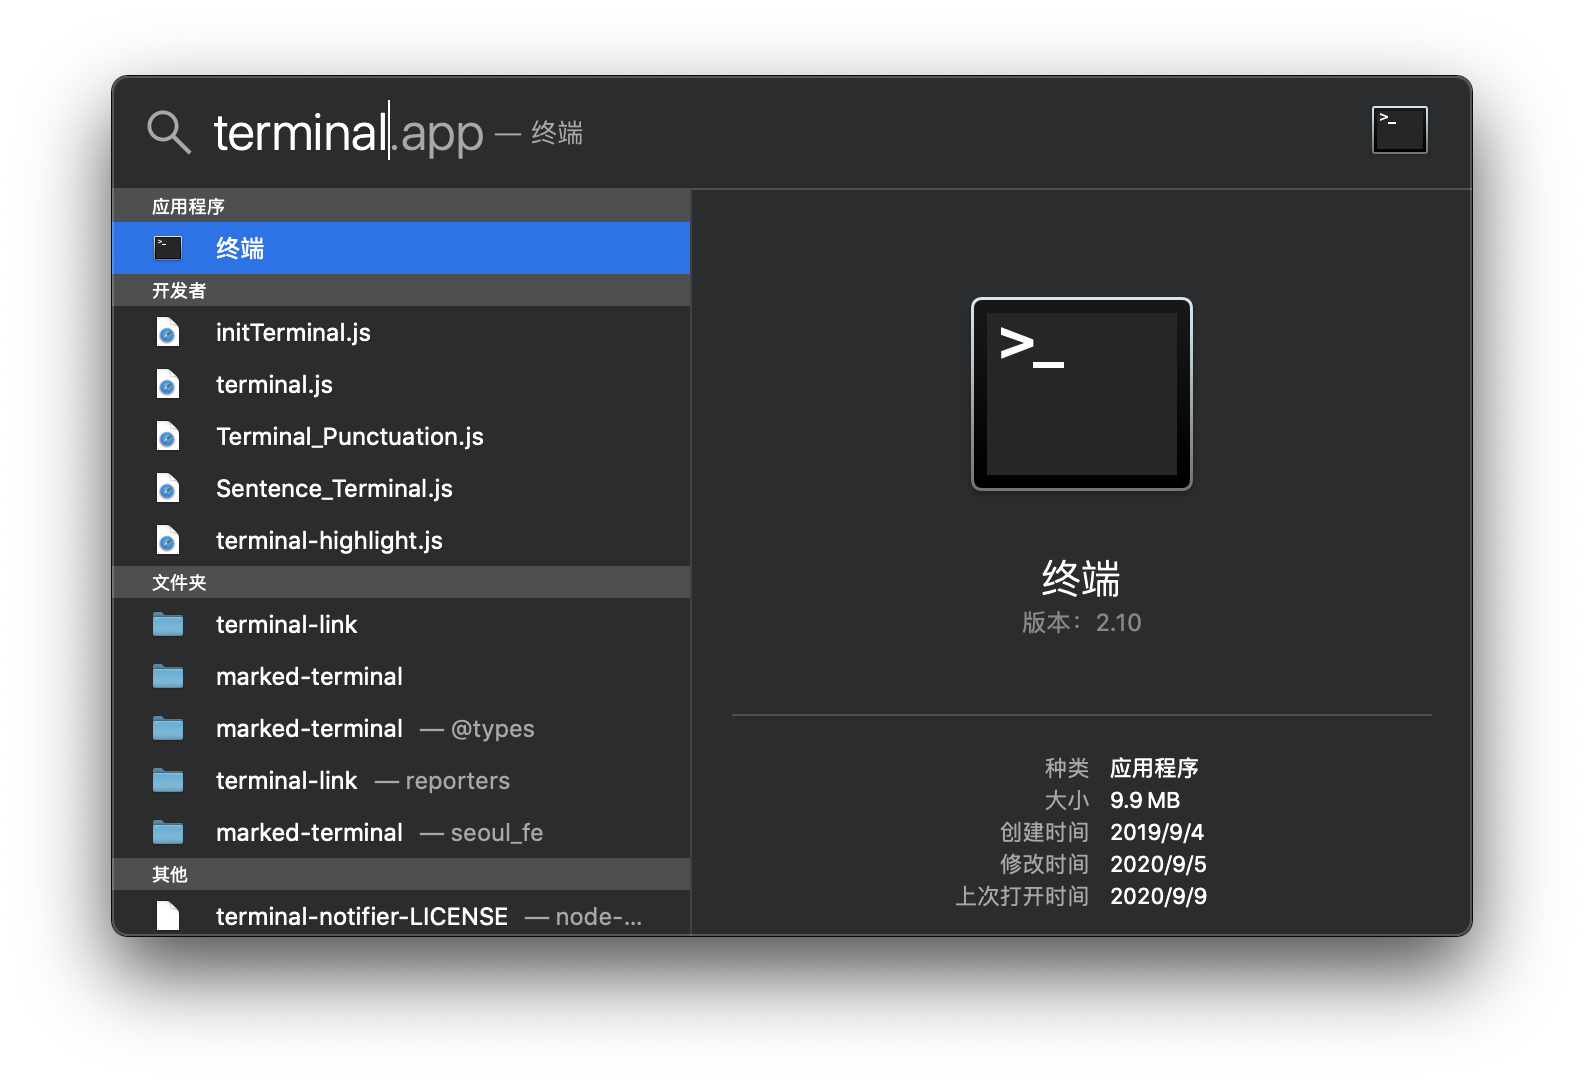 terminal.app — 终端
>_
应用程序
>_ 终端
开发者
initTerminal.js
terminal.js
Terminal_Punctuation.js
Sentence_Terminal.js
terminal-highlight.js
文件夹
terminal-link
marked-terminal
marked-terminal — @types
terminal-link — reporters
marked-terminal — seoul_fe
其他
terminal-notifier-LICENSE — node-...
>_
终端
版本：2.10
种类 应用程序
大小 9.9 MB
创建时间 2019/9/4
修改时间 2020/9/5
上次打开时间 2020/9/9